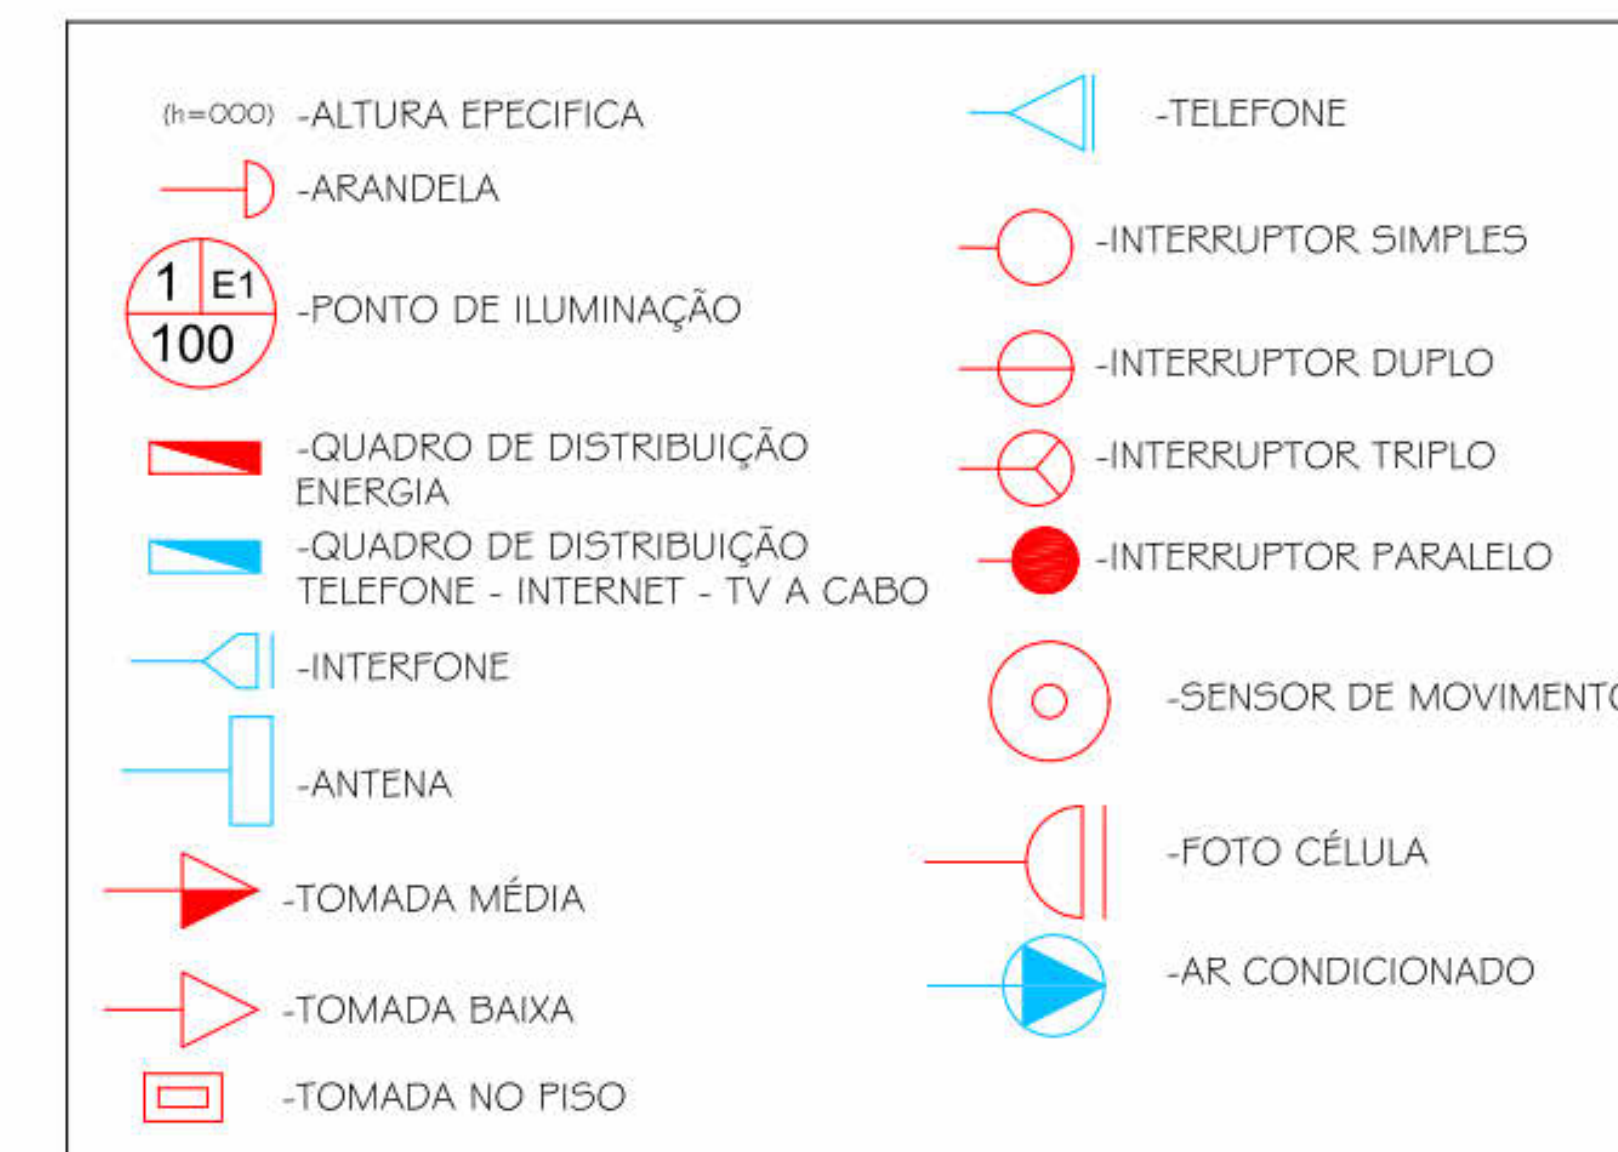 (h=000) -ALTURA EPECIFICA
-ARANDELA
1 E1
100
-PONTO DE ILUMINAÇÃO
-QUADRO DE DISTRIBUIÇÃO
ENERGIA
-QUADRO DE DISTRIBUIÇÃO
TELEFONE - INTERNET - TV A CABO
-INTERFONE
-ANTENA
-TOMADA MÉDIA
-TOMADA BAIXA
-TOMADA NO PISO
-TELEFONE
-INTERRUPTOR SIMPLES
-INTERRUPTOR DUPLO
-INTERRUPTOR TRIPLO
-INTERRUPTOR PARALELO
-SENSOR DE MOVIMENTO
-FOTO CÉLULA
-AR CONDICIONADO